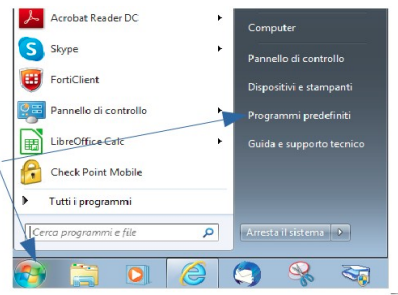 Acrobat Reader DC
Skype
FortiClient
Pannello di controllo
LibreOffice Calc
Check Point Mobile
Tutti i programmi
Cerca programmi e file
Computer
Pannello di controllo
Dispositivi e stampanti
Programmi predefiniti
Guida e supporto tecnico
Arresta il sistema